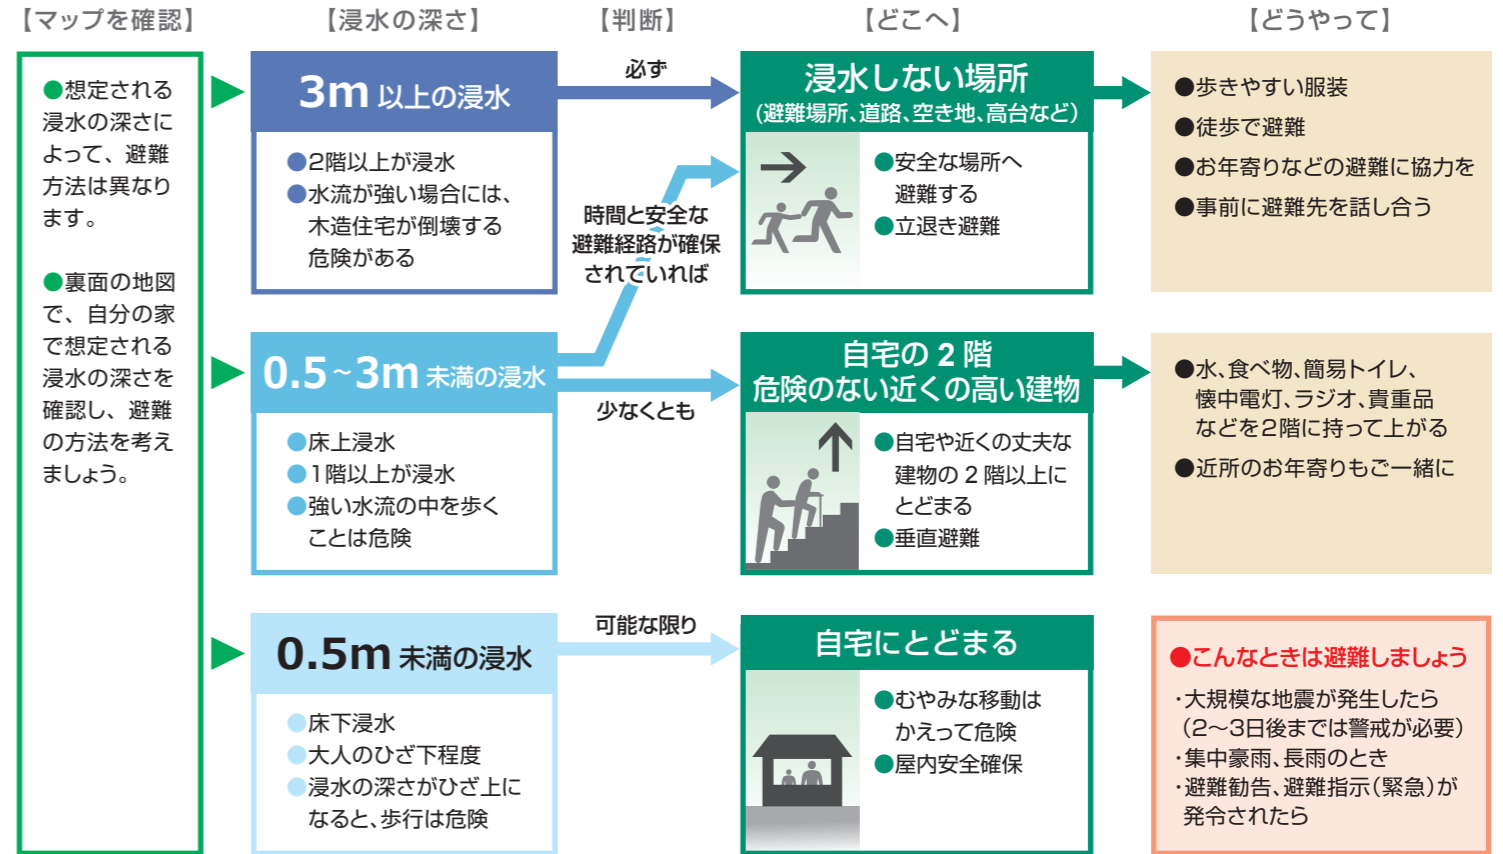 【マップを確認】
【浸水の深さ】
【判断】
【どこへ】
【どうやって】
●想定される
浸水の深さに
よって、避難
方法は異なり
ます。
●裏面の地図
で、自分の家
で想定される
浸水の深さを
確認し、避難
の方法を考え
ましょう。
3m 以上の浸水
●2階以上が浸水
●水流が強い場合には、
木造住宅が倒壊する
危険がある
必ず
浸水しない場所
(避難場所、道路、空き地、高台など)
●安全な場所へ
避難する
●立退き避難
●歩きやすい服装
●徒歩で避難
●お年寄りなどの避難に協力を
●事前に避難先を話し合う
時間と安全な
避難経路が確保
されていれば
0.5～3m 未満の浸水
●床上浸水
●1階以上が浸水
●強い水流の中を歩く
ことは危険
少なくとも
自宅の2階
危険のない近くの高い建物
●自宅や近くの丈夫な
建物の2階以上に
とどまる
●垂直避難
●水、食べ物、簡易トイレ、
懐中電灯、ラジオ、貴重品
などを2階に持って上がる
●近所のお年寄りもご一緒に
0.5m 未満の浸水
●床下浸水
●大人のひざ下程度
●浸水の深さがひざ上に
なると、歩行は危険
可能な限り
自宅にとどまる
●むやみな移動は
かえって危険
●屋内安全確保
●こんなときは避難しましょう
・大規模な地震が発生したら
(2～3日後までは警戒が必要)
・集中豪雨、長雨のとき
・避難勧告、避難指示(緊急)が
発令されたら